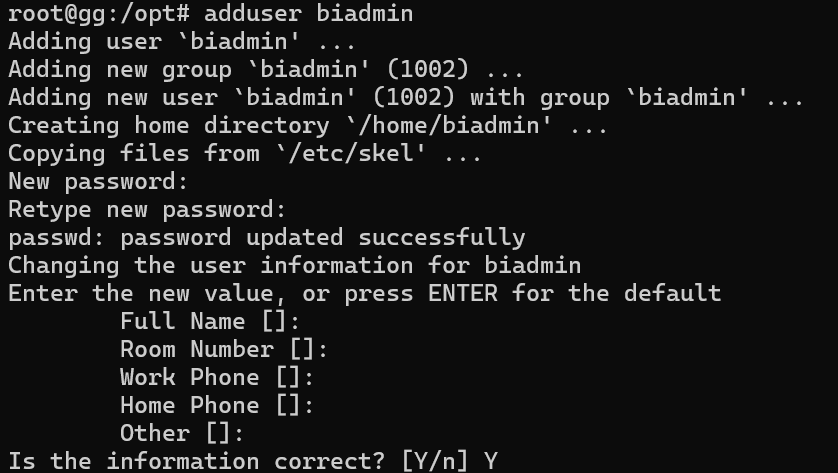 root@gg:/opt# adduser biadmin
Adding user `biadmin' ...
Adding new group `biadmin' (1002) ...
Adding new user `biadmin' (1002) with group `biadmin' ...
Creating home directory `/home/biadmin' ...
Copying files from `/etc/skel' ...
New password:
Retype new password:
passwd: password updated successfully
Changing the user information for biadmin
Enter the new value, or press ENTER for the default
        Full Name []:
        Room Number []:
        Work Phone []:
        Home Phone []:
        Other []:
Is the information correct? [Y/n] Y